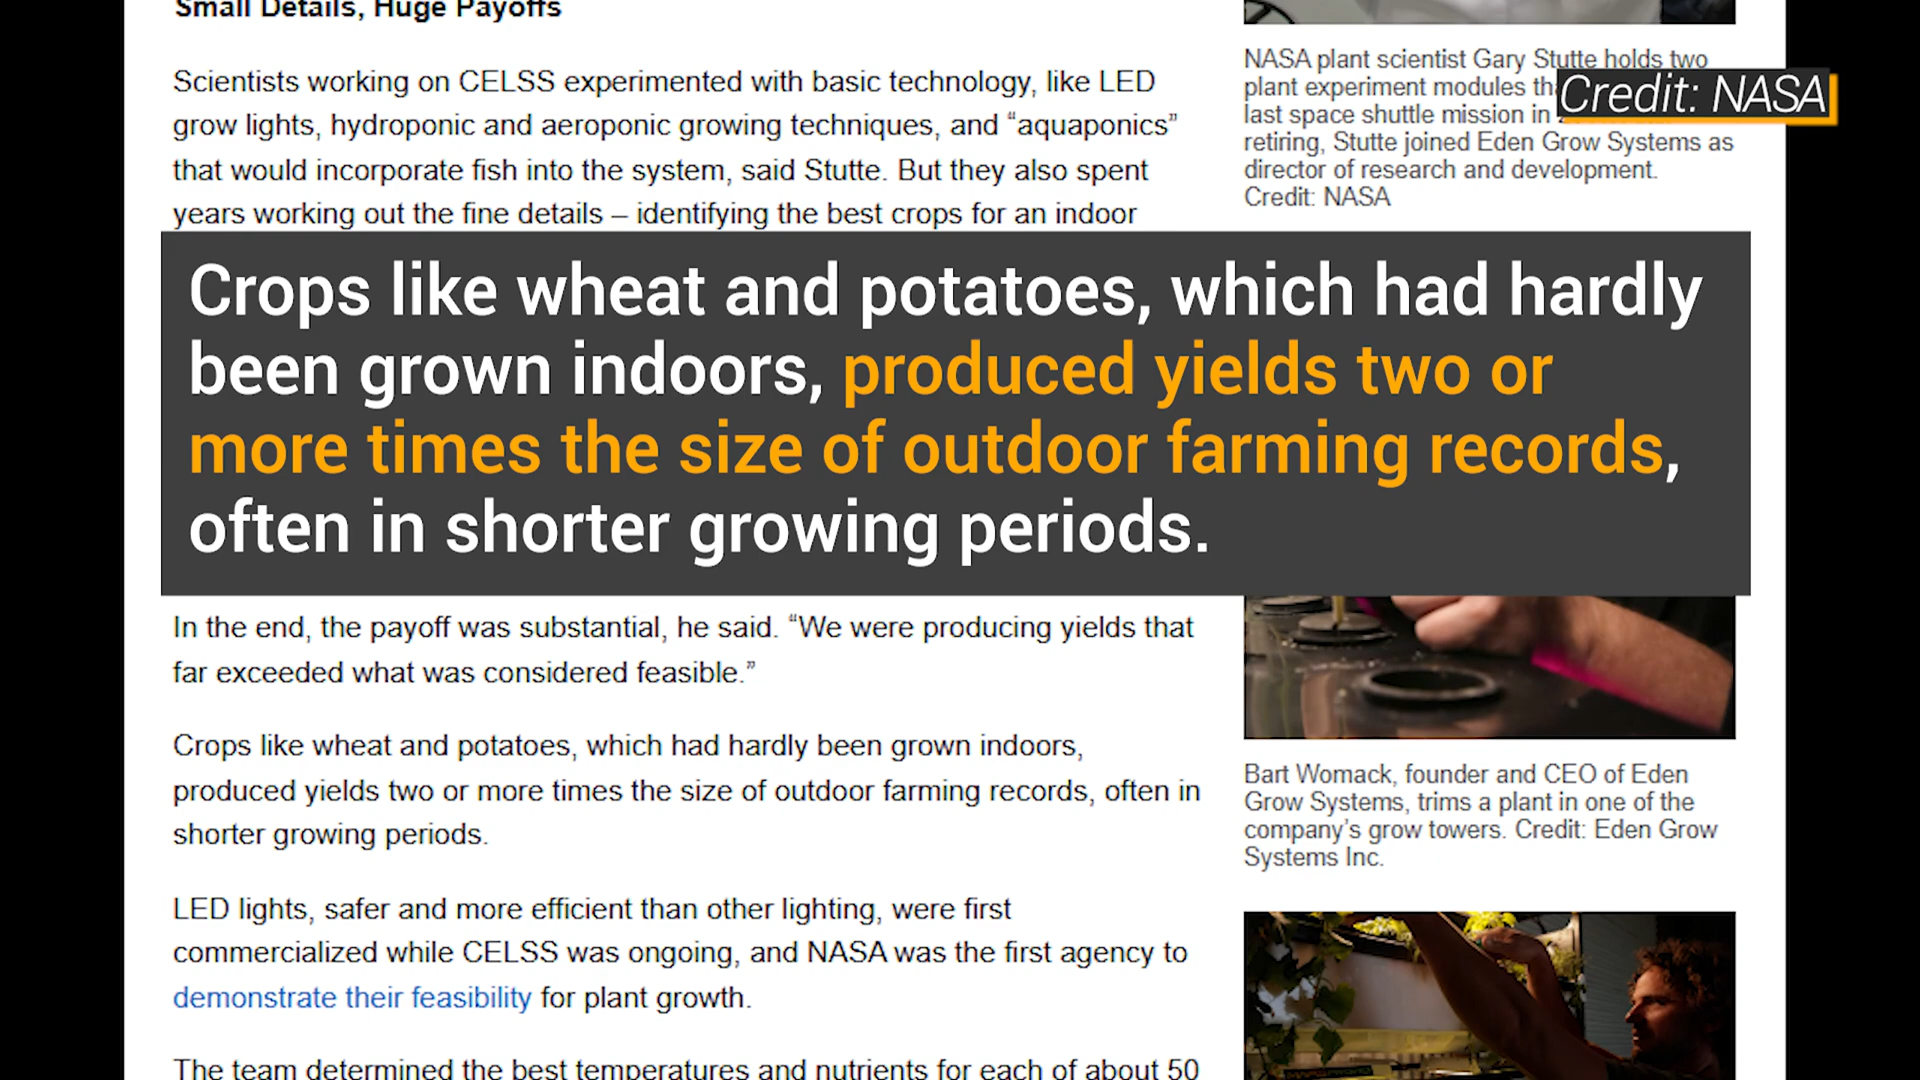 Small Details, Huge Payoffs
Scientists working on CELSS experimented with basic technology, like LED
grow lights, hydroponic and aeroponic growing techniques, and “aquaponics”
that would incorporate fish into the system, said Stutte. But they also spent
years working out the fine details – identifying the best crops for an indoor
Crops like wheat and potatoes, which had hardly
been grown indoors, produced yields two or
more times the size of outdoor farming records,
often in shorter growing periods.
In the end, the payoff was substantial, he said. “We were producing yields that
far exceeded what was considered feasible.”
Crops like wheat and potatoes, which had hardly been grown indoors,
produced yields two or more times the size of outdoor farming records, often in
shorter growing periods.
LED lights, safer and more efficient than other lighting, were first
commercialized while CELSS was ongoing, and NASA was the first agency to
demonstrate their feasibility for plant growth.
The team determined the best temperatures and nutrients for each of about 50
NASA plant scientist Gary Stutte holds two
plant experiment modules
last space shuttle mission in
retiring, Stutte joined Eden Grow Systems as
director of research and development.
Credit: NASA
Credit: NASA
Bart Womack, founder and CEO of Eden
Grow Systems, trims a plant in one of the
company’s grow towers. Credit: Eden Grow
Systems Inc.